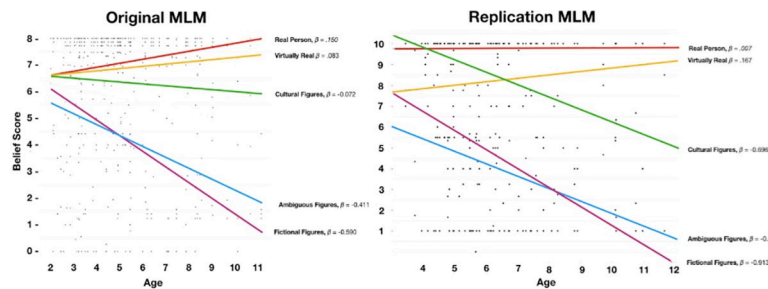 Original MLM
8 -
7 -
6 -
5 -
4 -
3 -
2 -
1 -
0 -
Belief Score
2 3 4 5 6 7 8 9 10 11
Age
Real Person, β = .150
Virtually Real β = .083
Cultural Figures, β = -0.072
Ambiguous Figures, β = -0.411
Fictional Figures, β = -0.590
Replication MLM
10
9
8
7
6
5
4
3
2
1
4 5 6 7 8 9 10 11 12
Age
Real Person, β = .007
Virtually Real β = .167
Cultural Figures, β = -0.596
Ambiguous Figures, β = -0.
Fictional Figures, β = -0.913